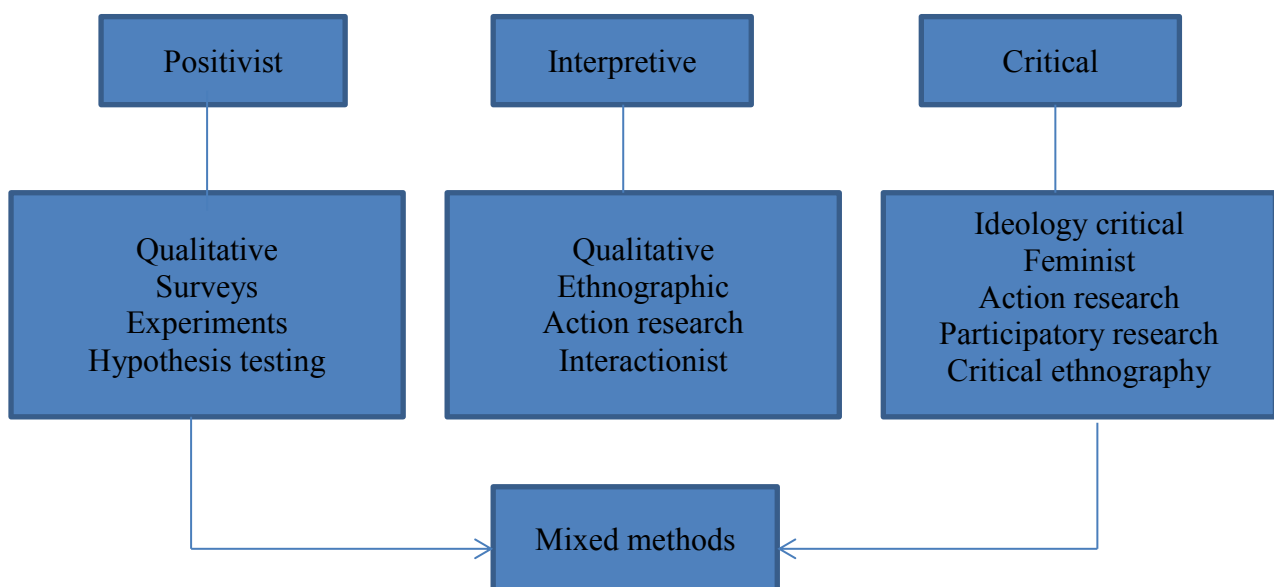 Positivist
Interpretive
Critical
Qualitative
Surveys
Experiments
Hypothesis testing
Qualitative
Ethnographic
Action research
Interactionist
Ideology critical
Feminist
Action research
Participatory research
Critical ethnography
Mixed methods